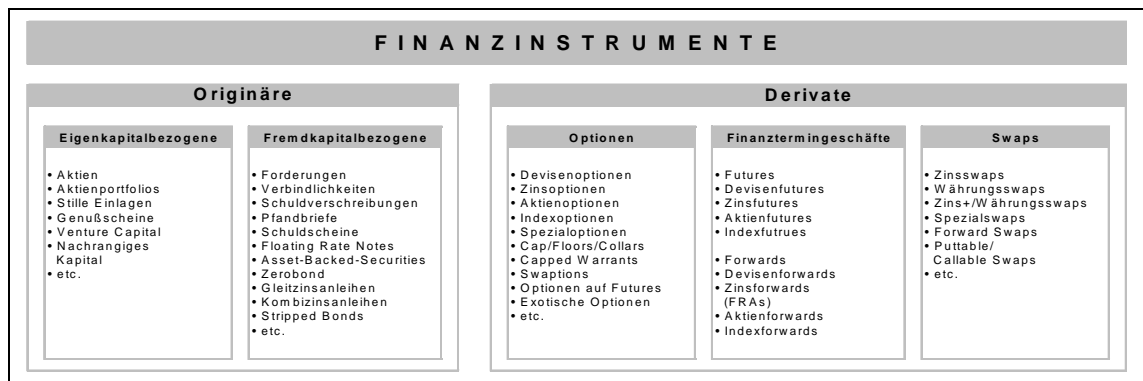 FINANZINSTRUMENTE
Originäre
Eigenkapitalbezogene
• Aktien
• Aktienportfolios
• Stille Einlagen
• Genußscheine
• Venture Capital
• Nachrangiges
Kapital
• etc.
Fremdkapitalbezogene
• Forderungen
• Verbindlichkeiten
• Schuldverschreibungen
• Pfandbriefe
• Schuldscheine
• Floating Rate Notes
• Asset-Backed-Securities
• Zerobond
• Gleitzinsanleihen
• Kombizinsanleihen
• Stripped Bonds
• etc.
Derivate
Optionen
• Devisenoptionen
• Zinsoptionen
• Aktienoptionen
• Indexoptionen
• Spezialoptionen
• Cap/Floors/Collars
• Capped Warrants
• Swaptions
• Optionen auf Futures
• Exotische Optionen
• etc.
Finanztermingeschäfte
• Futures
• Devisenfutures
• Zinsfutures
• Aktienfutures
• Indexfutrues
• Forwards
• Devisenforwards
• Zinsforwards
(FRAs)
• Aktienforwards
• Indexforwards
Swaps
• Zinsswaps
• Währungsswaps
• Zins+/Währungsswaps
• Spezialswaps
• Forward Swaps
• Puttable/
Callable Swaps
• etc.